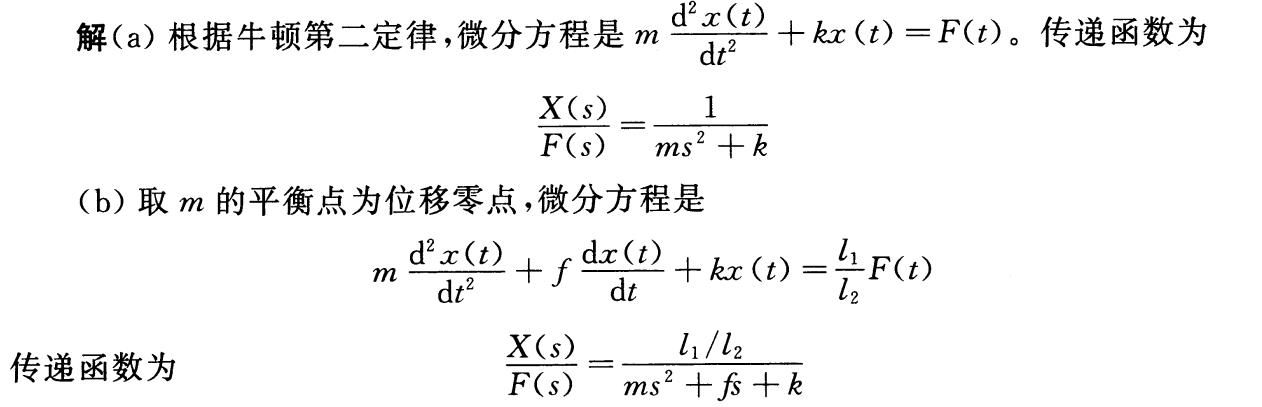 解(a) 根据牛顿第二定律,微分方程是 m d²x(t)/dt² + kx(t) = F(t)。传递函数为
X(s)/F(s) = 1/(ms² + k)
(b) 取 m 的平衡点为位移零点,微分方程是
m d²x(t)/dt² + f dx(t)/dt + kx(t) = l₁/l₂ F(t)
传递函数为 X(s)/F(s) = (l₁/l₂)/(ms² + fs + k)